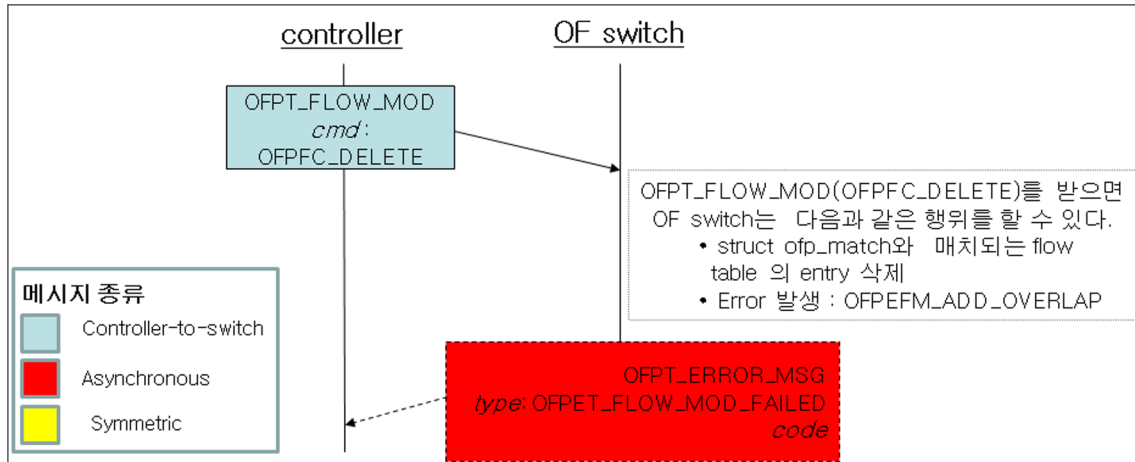 controller
OF switch
OFPT_FLOW_MOD
cmd:
OFPFC_DELETE
OFPT_FLOW_MOD(OFPFC_DELETE)를 받으면
OF switch는 다음과 같은 행위를 할 수 있다.
• struct ofp_match와 매치되는 flow
table 의 entry 삭제
• Error 발생 : OFPEFM_ADD_OVERLAP
메시지 종류
Controller-to-switch
Asynchronous
Symmetric
OFPT_ERROR_MSG
type: OFPET_FLOW_MOD_FAILED
code